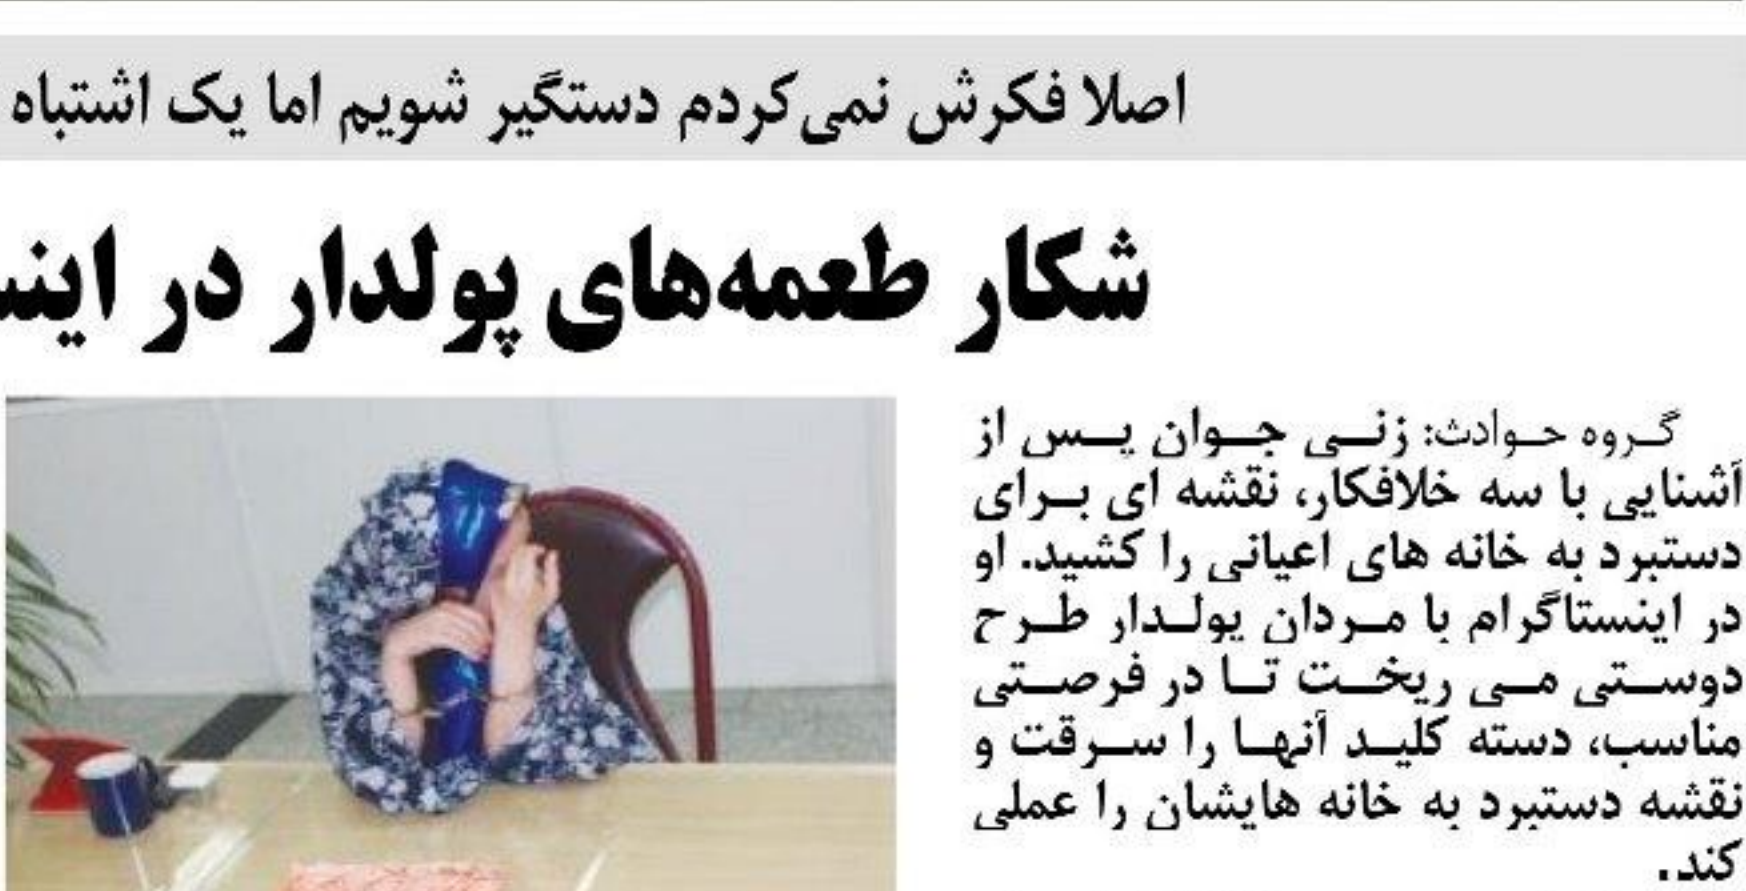 اصلا فکرش نمی‌کردم دستگیر شویم اما یک اشتباه
شکار طعمه‌های پولدار در اینس
گروه حوادث: زنی جوان پس از
آشنایی با سه خلافکار، نقشه ای برای
دستبرد به خانه های اعیانی را کشید. او
در اینستاگرام با مردان پولدار طرح
دوستی می ریخت تا در فرصتی
مناسب، دسته کلید آنها را سرقت و
نقشه دستبرد به خانه هایشان را عملی
کند.